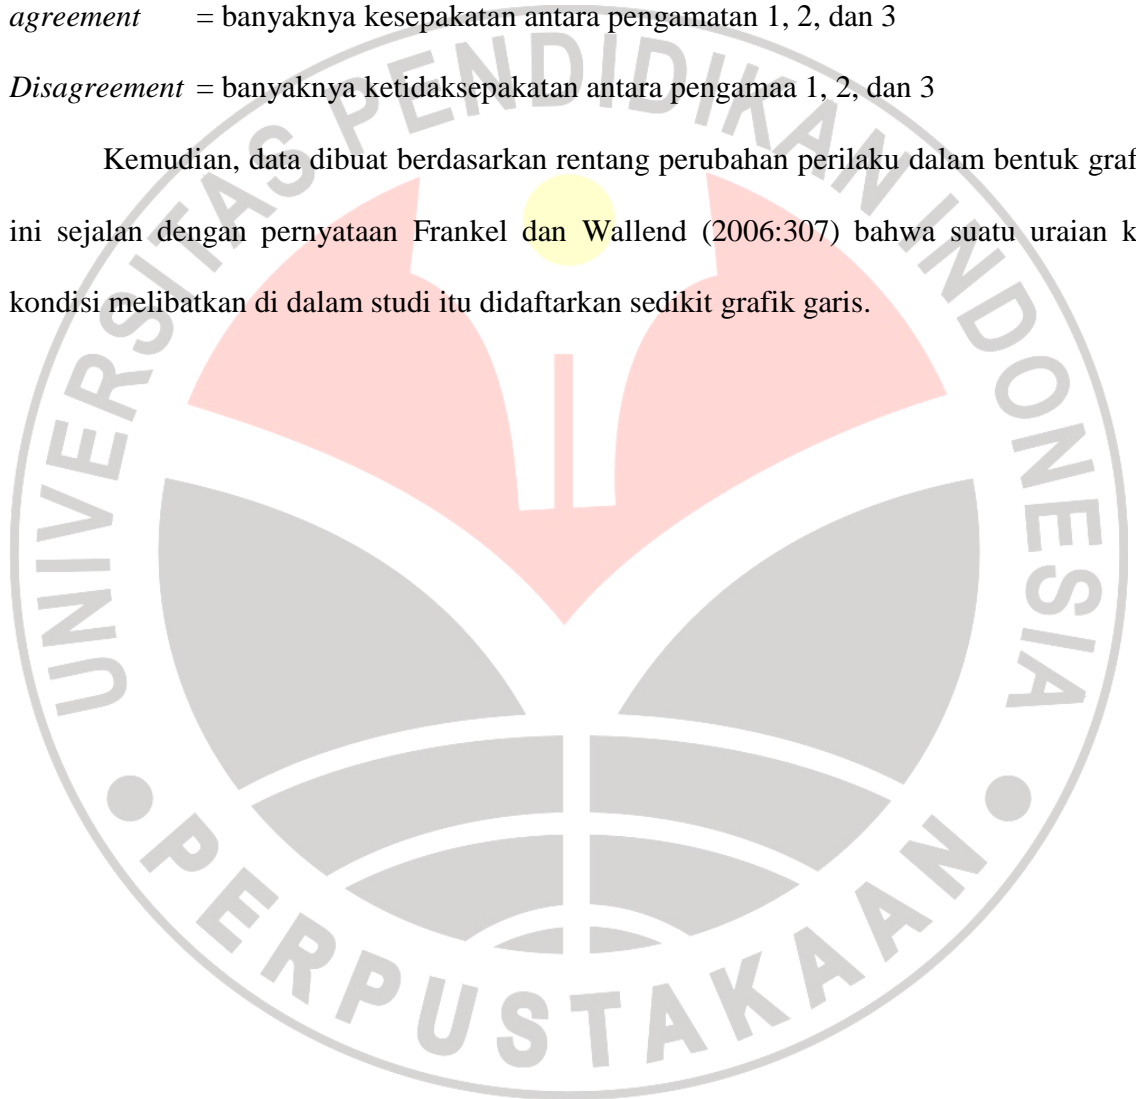 agreement = banyaknya kesepakatan antara pengamatan 1, 2, dan 3
Disagreement = banyaknya ketidaksepakatan antara pengamaa 1, 2, dan 3
Kemudian, data dibuat berdasarkan rentang perubahan perilaku dalam bentuk graf
ini sejalan dengan pernyataan Frankel dan Wallend (2006:307) bahwa suatu uraian k
kondisi melibatkan di dalam studi itu didaftarkan sedikit grafik garis.
UNIVERSITAS PENDIDIKAN INDONESIA
PERPUSTAKAAN